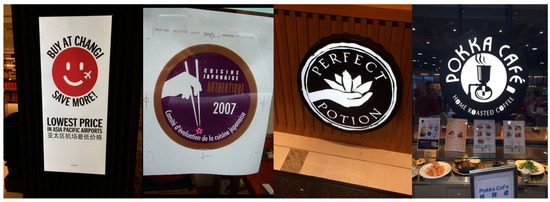 BUY AT CHANGI
SAVE MORE!
LOWEST PRICE
IN ASIA PACIFIC AIRPORTS
亚太区机场最低价格
CUISINE
JAPONAISE
AUTHENTIQUE
2007
Comité d'évaluation de la cuisine japonaise
PERFECT
POTION
POKKA CAFé
HOME ROASTED COFFEE
Pokka Café